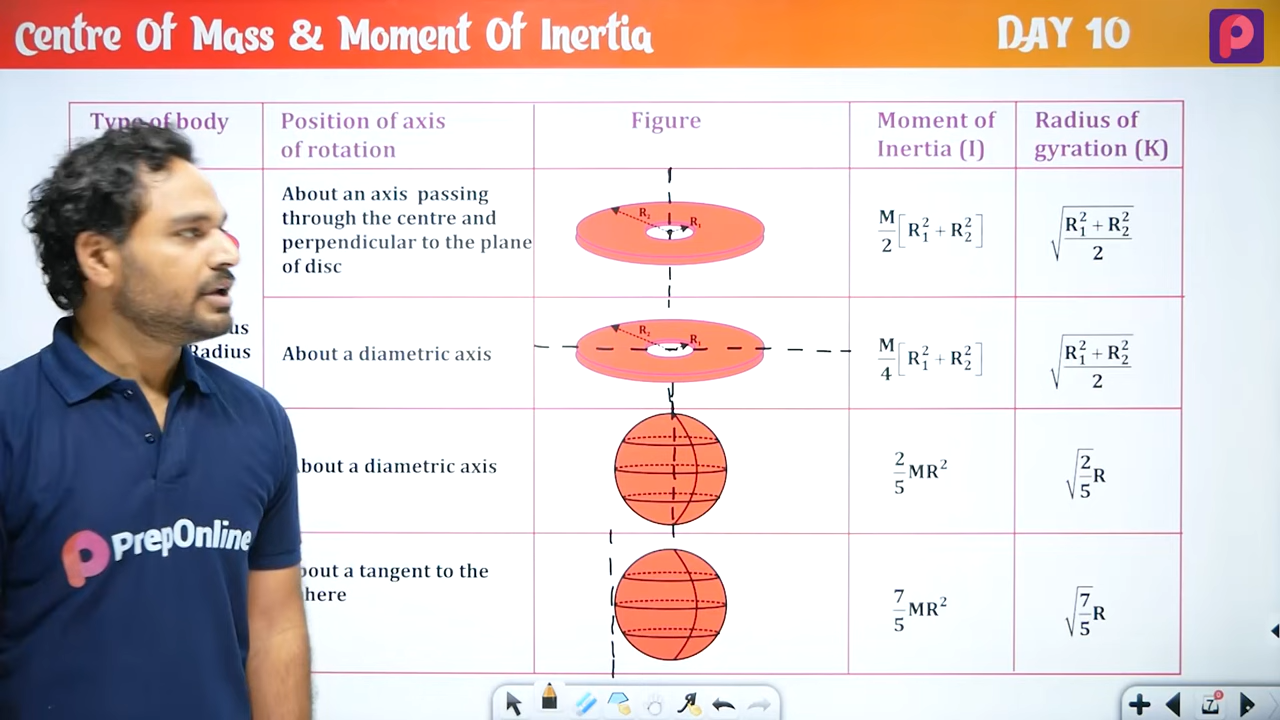 Centre Of Mass & Moment Of Inertia
DAY 10
Type of body
Position of axis
of rotation
Figure
Moment of
Inertia (I)
Radius of
gyration (K)
About an axis passing
through the centre and
perpendicular to the plane
of disc
R₂
R₁
M/2 [R₁² + R₂²]
√((R₁² + R₂²)/2)
us
Radius
About a diametric axis
R₂
R₁
M/4 [R₁² + R₂²]
√((R₁² + R₂²)/2)
bout a diametric axis
2/5 MR²
√(2/5) R
bout a tangent to the
here
7/5 MR²
√(7/5) R
PrepOnline
7